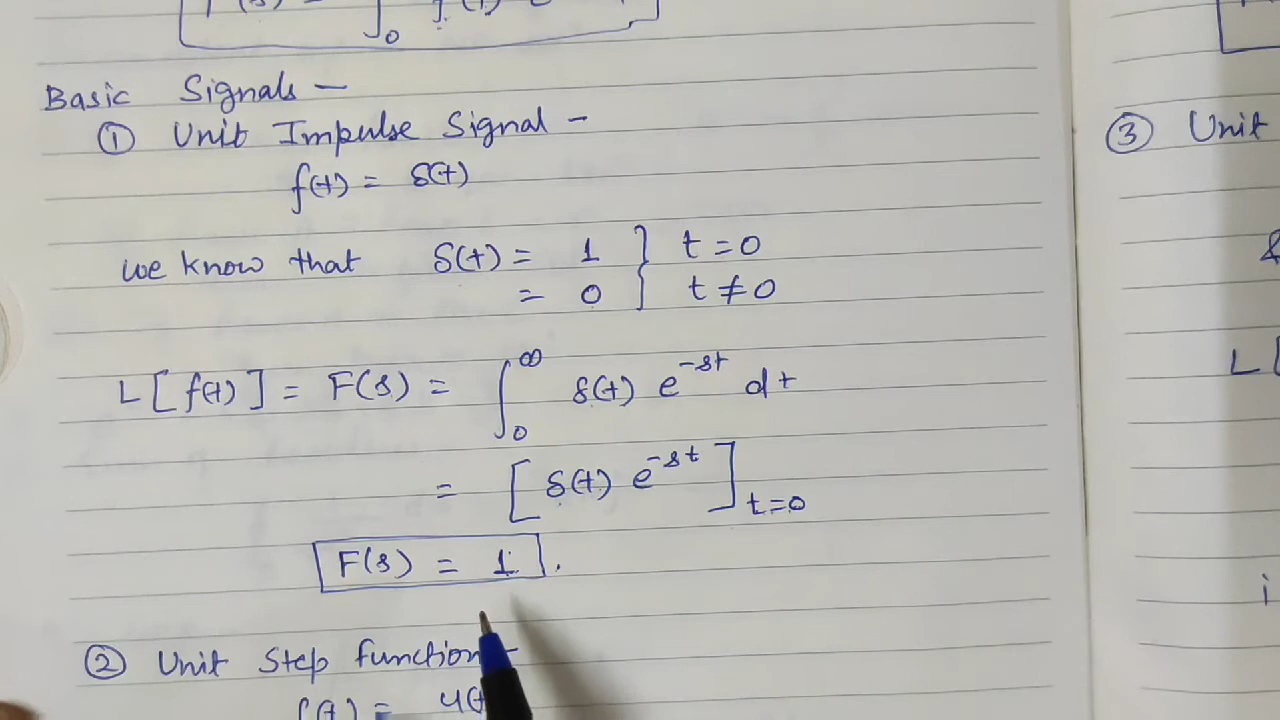 Basic Signals —
① Unit Impulse Signal -
f(t) = δ(t)
we know that δ(t) = 1 } t = 0
= 0 } t ≠ 0
L[f(t)] = F(s) = ∫₀^∞ δ(t) e^-st dt
= [δ(t) e^-st]_t=0
F(s) = 1 .
② Unit Step function -
③ Unit
L[